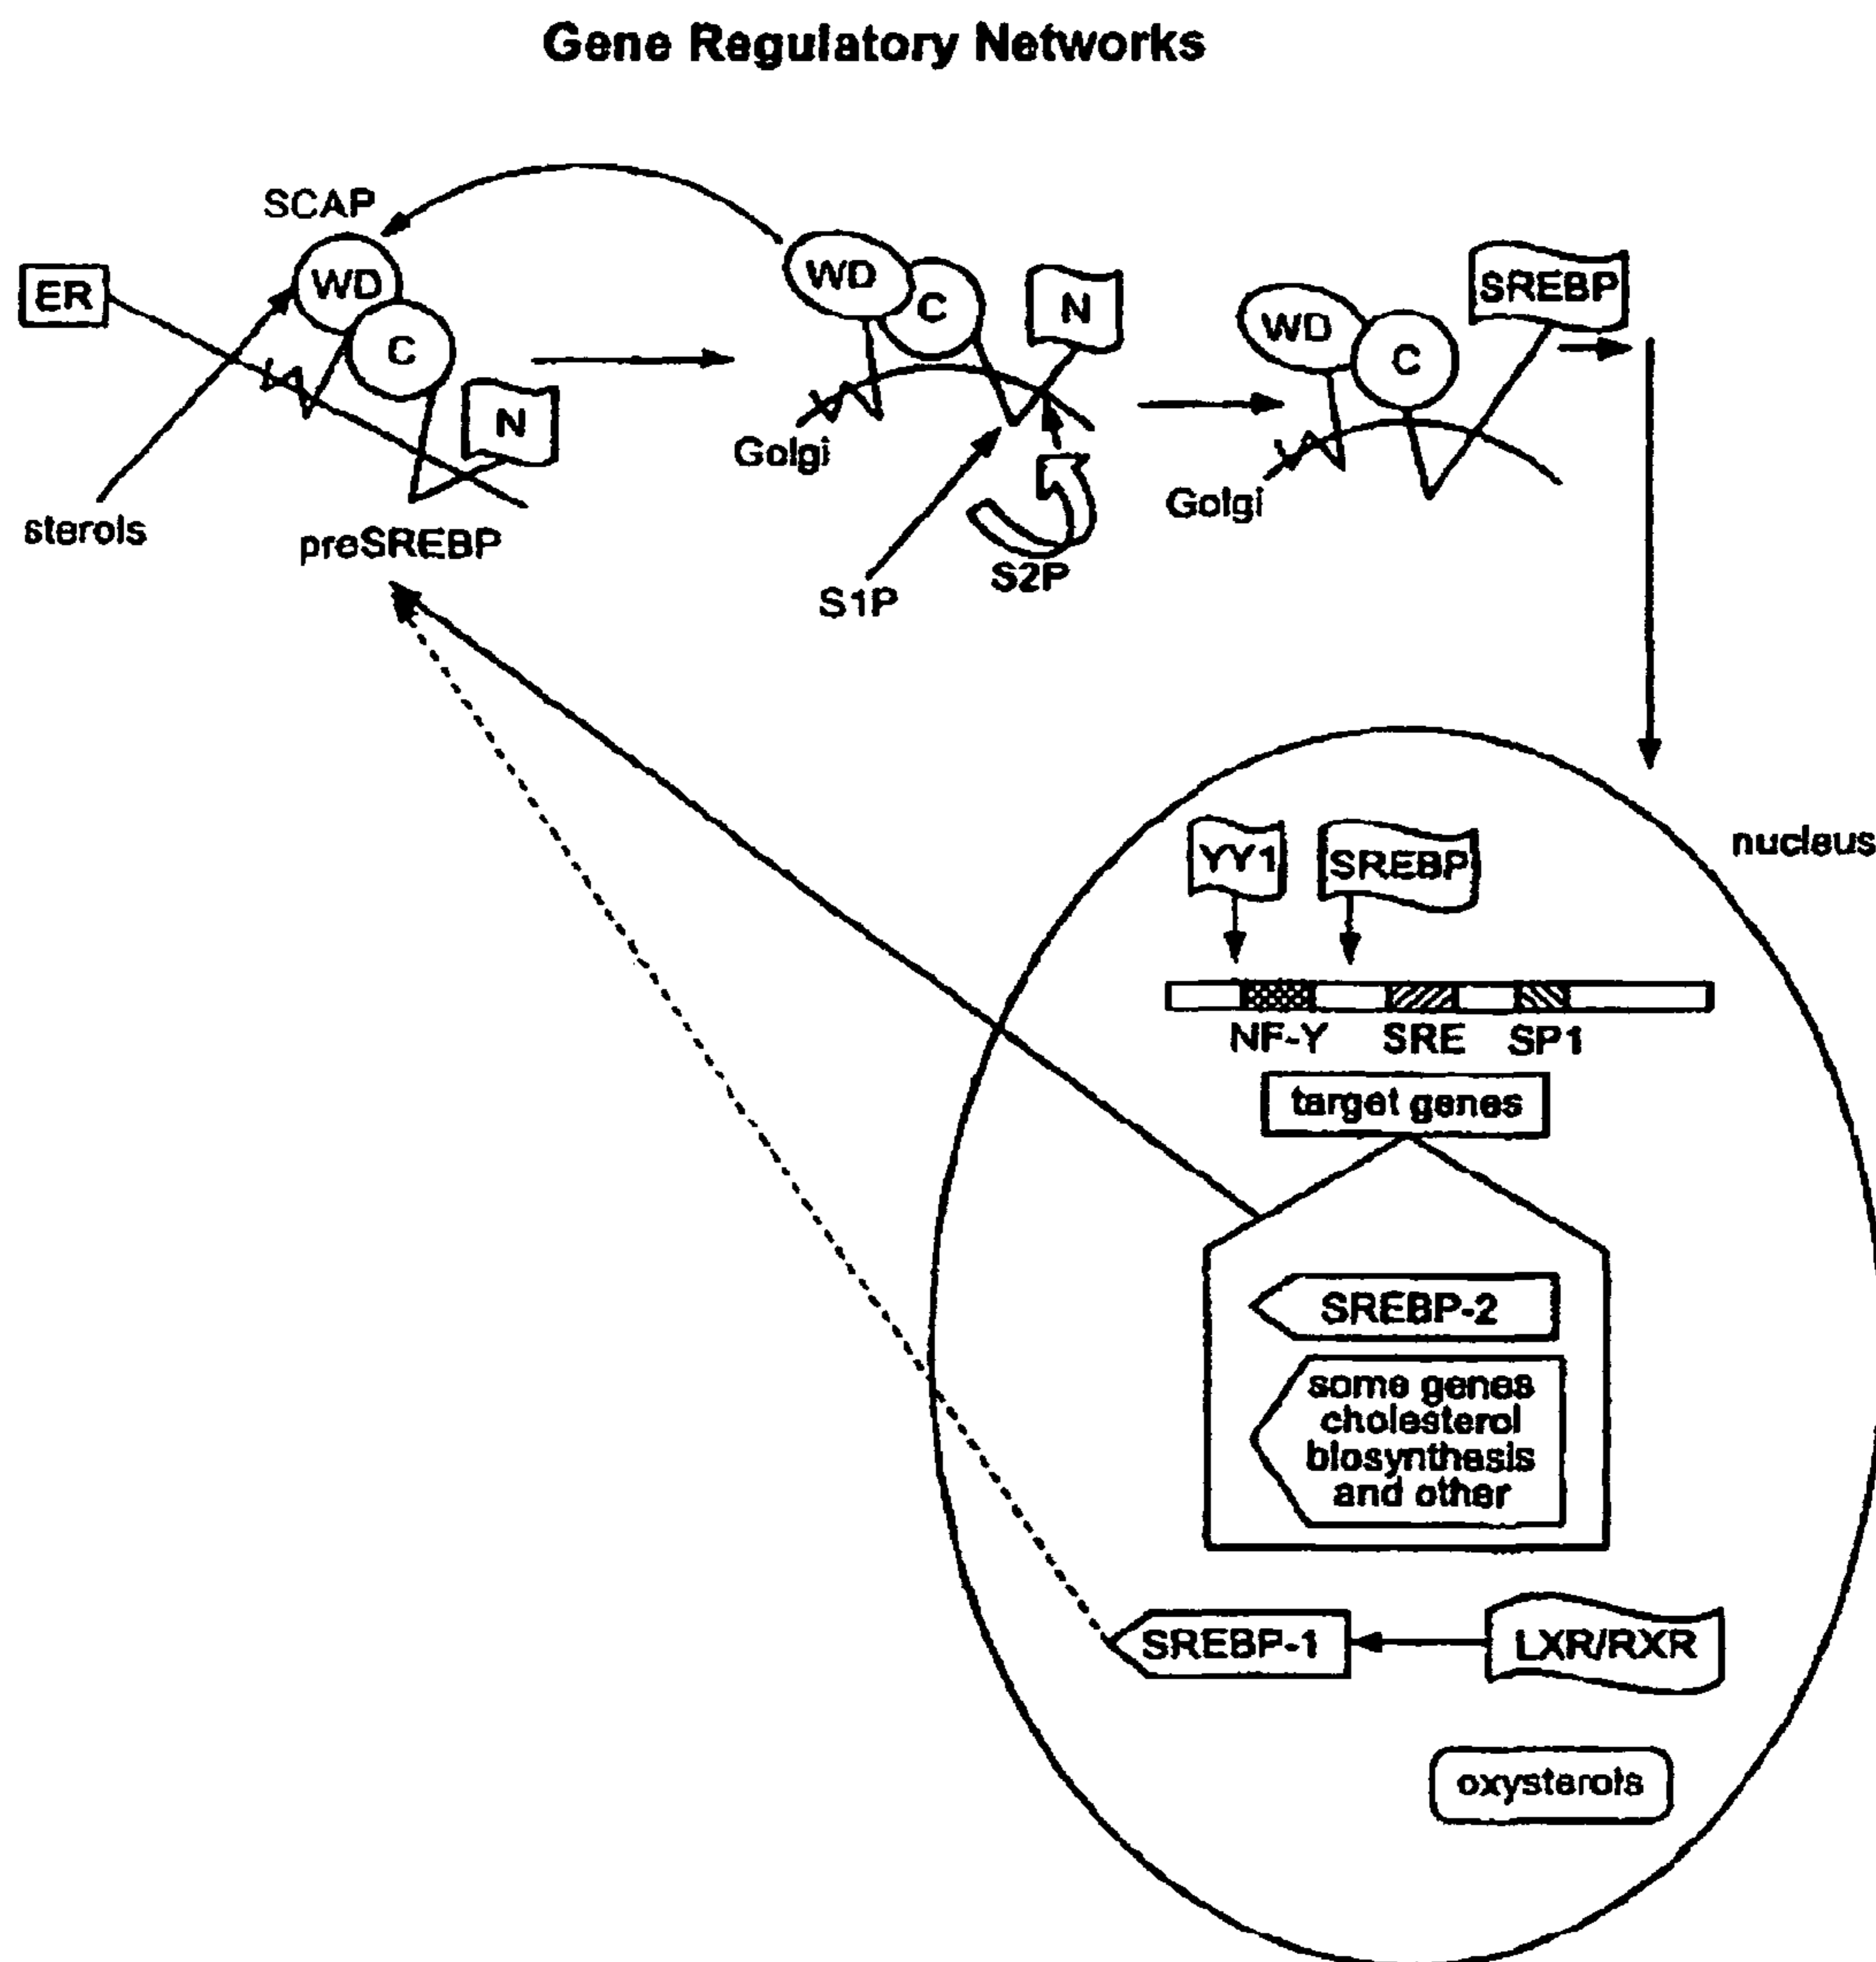 Gene Regulatory Networks
SCAP
ER
WD
C
N
sterols
preSREBP
WD
C
N
Golgi
S1P
S2P
WD
C
SREBP
Golgi
nucleus
YY1
SREBP
NF-Y
SRE
SP1
target genes
SREBP-2
some genes
cholesterol
biosynthesis
and other
SREBP-1
LXR/RXR
oxysterols